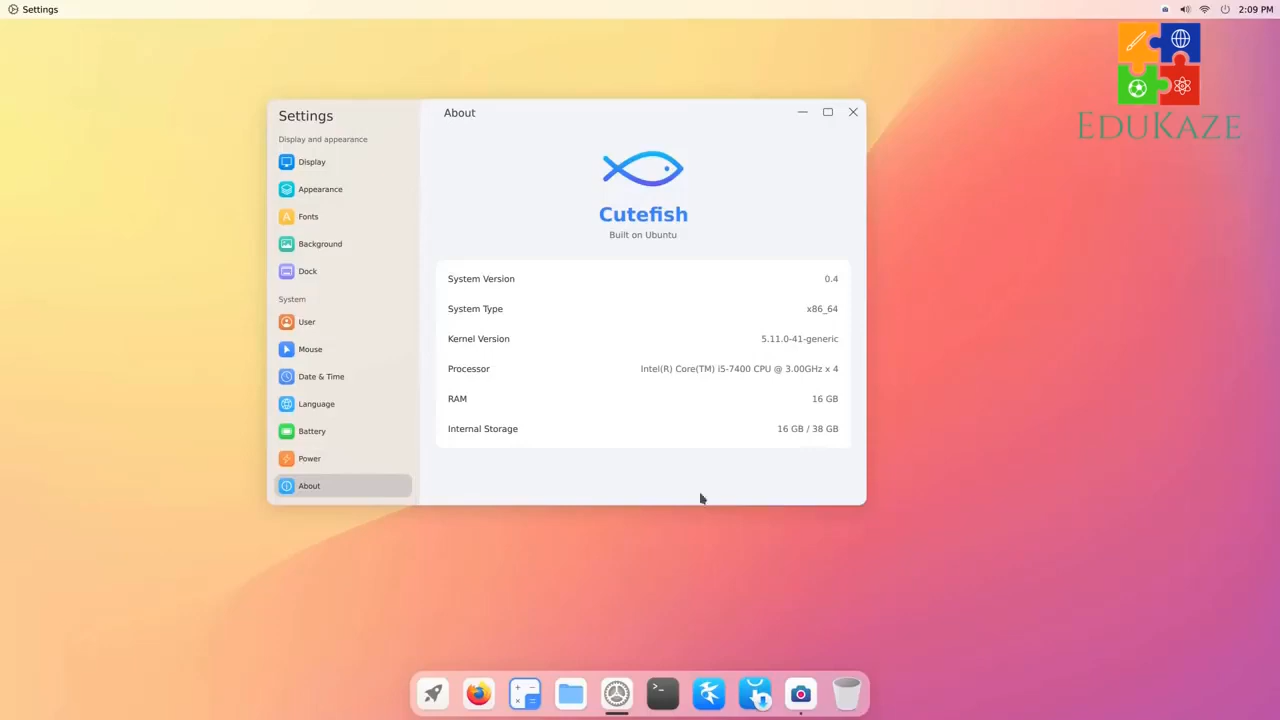 Settings
2:09 PM
EDUKAZE
Settings
About
Display and appearance
Display
Appearance
Fonts
Background
Dock
System
User
Mouse
Date & Time
Language
Battery
Power
About
Cutefish
Built on Ubuntu
System Version 0.4
System Type x86_64
Kernel Version 5.11.0-41-generic
Processor Intel(R) Core(TM) i5-7400 CPU @ 3.00GHz x 4
RAM 16 GB
Internal Storage 16 GB / 38 GB